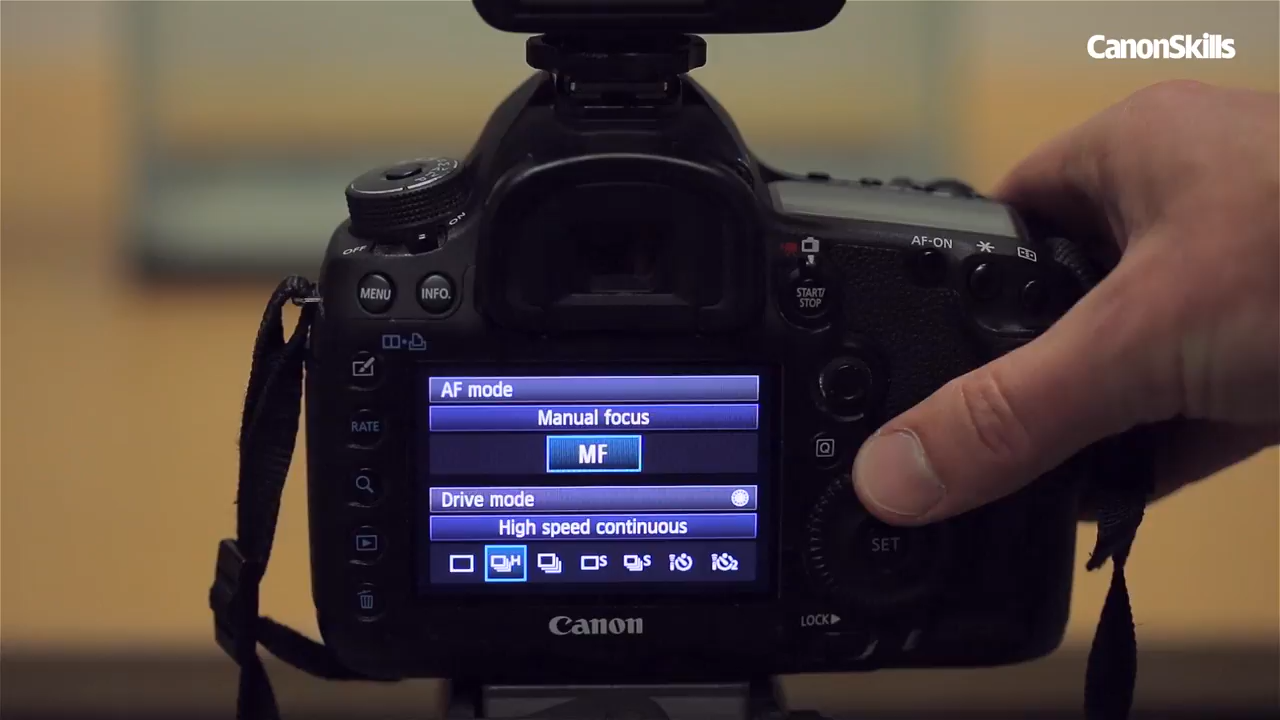 CanonSkills
ON
OFF
MENU
INFO.
AF-ON
START/
STOP
RATE
Q
AF mode
Manual focus
MF
Drive mode
High speed continuous
H
S
S
2
SET
LOCK
Canon